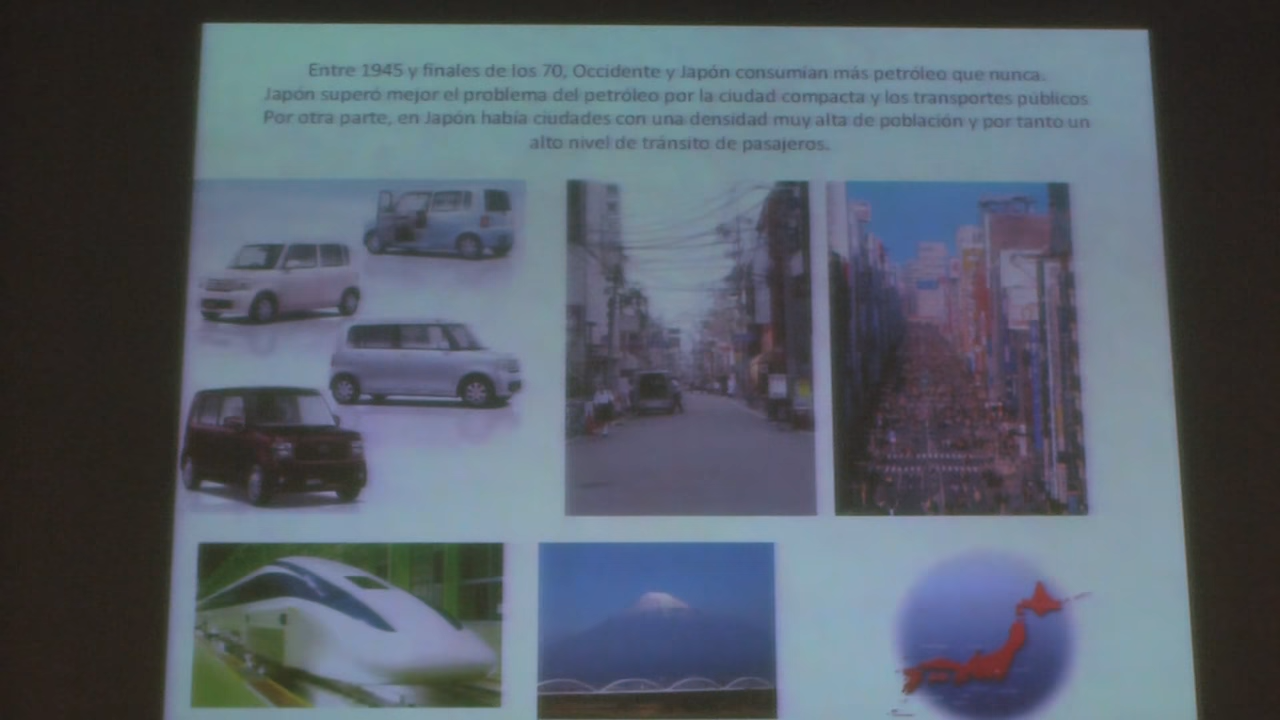 Entre 1945 y finales de los 70, Occidente y Japón consumían más petróleo que nunca.
Japón superó mejor el problema del petróleo por la ciudad compacta y los transportes públicos
Por otra parte, en Japón había ciudades con una densidad muy alta de población y por tanto un
alto nivel de tránsito de pasajeros.